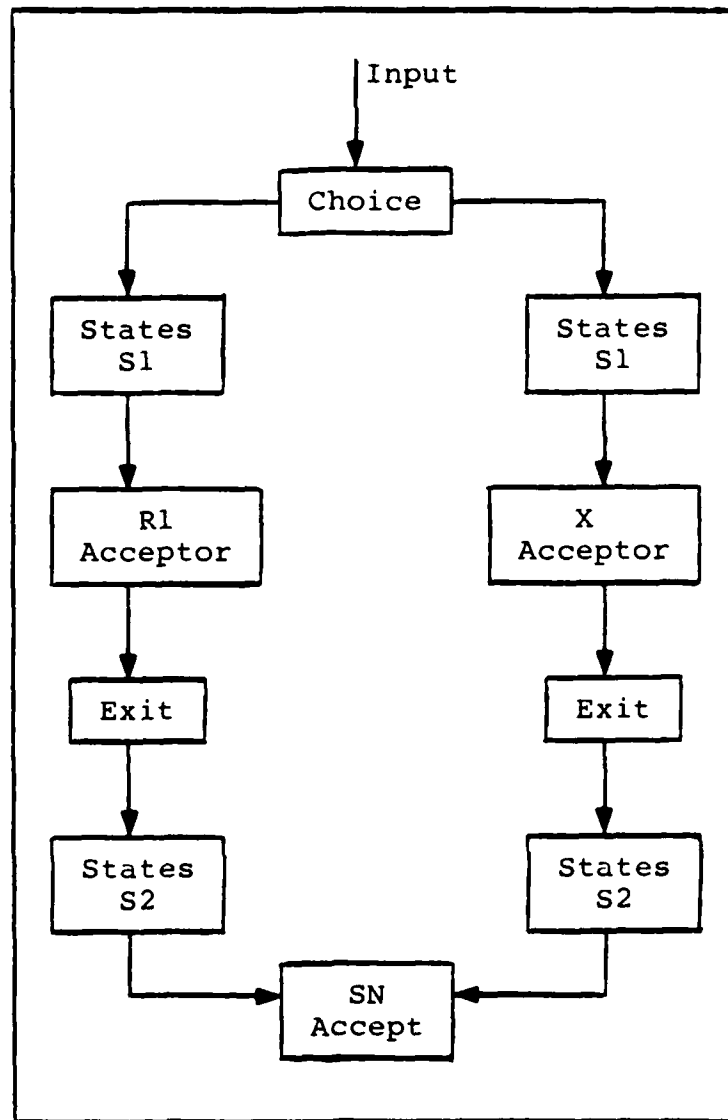 Input
Choice
States
S1
States
S1
R1
Acceptor
X
Acceptor
Exit
Exit
States
S2
States
S2
SN
Accept